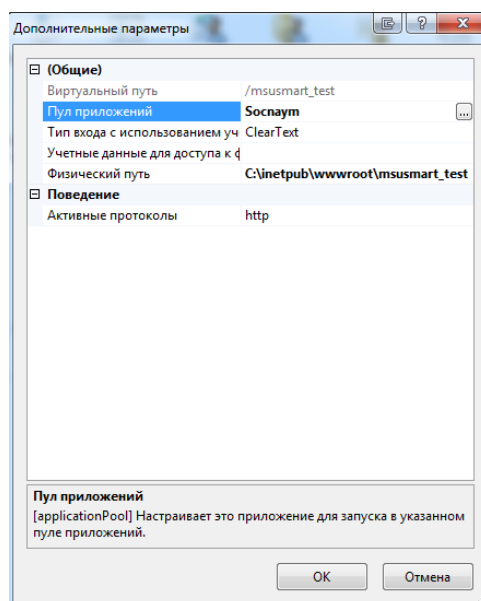 Дополнительные параметры
(Общие)
Виртуальный путь /msusmart_test
Пул приложений Socnaym ...
Тип входа с использованием уч ClearText
Учетные данные для доступа к ф
Физический путь C:\inetpub\wwwroot\msusmart_test
Поведение
Активные протоколы http
Пул приложений
[applicationPool] Настраивает это приложение для запуска в указанном
пуле приложений.
OK Отмена